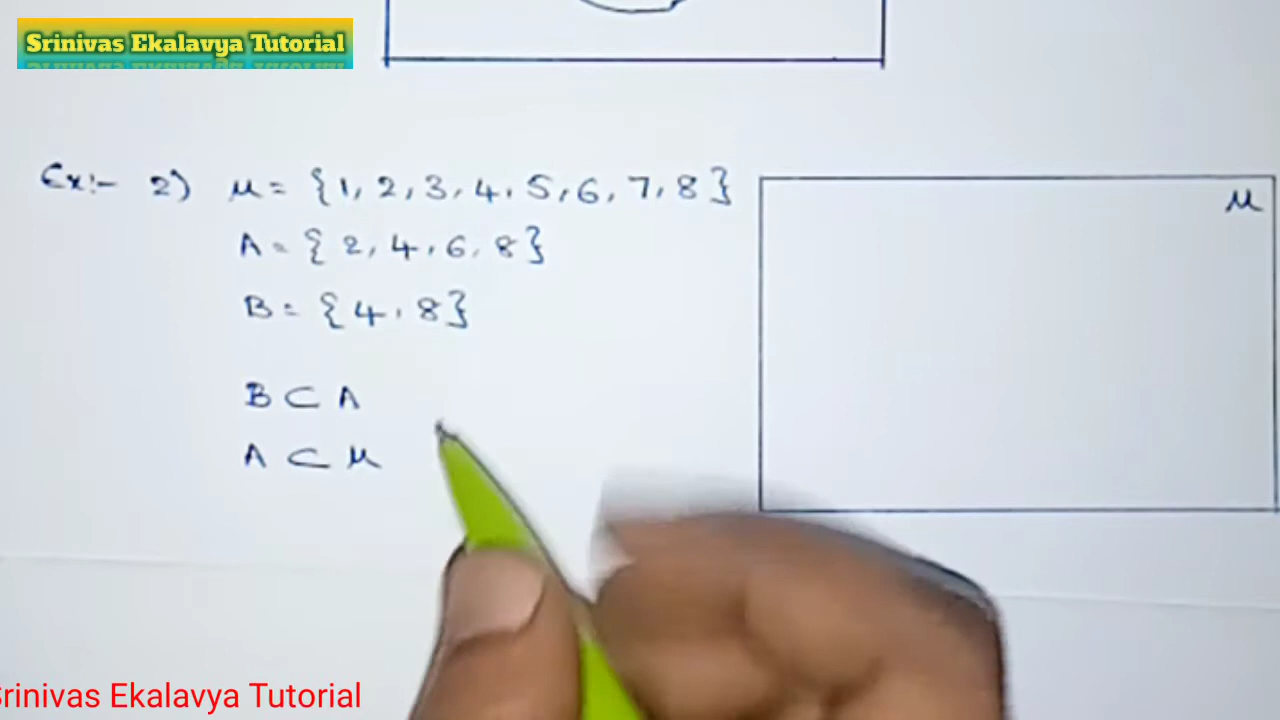 Srinivas Ekalavya Tutorial
Ex:- 2) μ = {1, 2, 3, 4, 5, 6, 7, 8}
μ
A = {2, 4, 6, 8}
B = {4, 8}
B ⊂ A
A ⊂ μ
Srinivas Ekalavya Tutorial